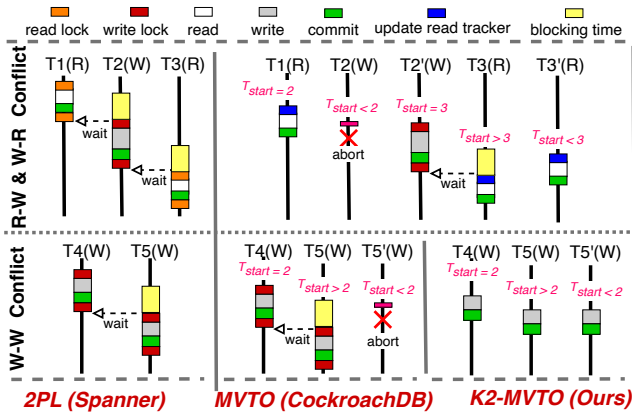 read lock write lock read write commit update read tracker blocking time
R-W & W-R Conflict
T1(R) T2(W) T3(R)
wait
wait
T1(R) T2(W) T2'(W) T3(R) T3'(R)
Tstart = 2 Tstart < 2 Tstart = 3 Tstart > 3 Tstart < 3
abort
wait
W-W Conflict
T4(W) T5(W)
wait
T4(W) T5(W) T5'(W)
Tstart = 2 Tstart > 2 Tstart < 2
wait
abort
T4(W) T5(W) T5'(W)
Tstart = 2 Tstart > 2 Tstart < 2
2PL (Spanner) MVTO (CockroachDB) K2-MVTO (Ours)